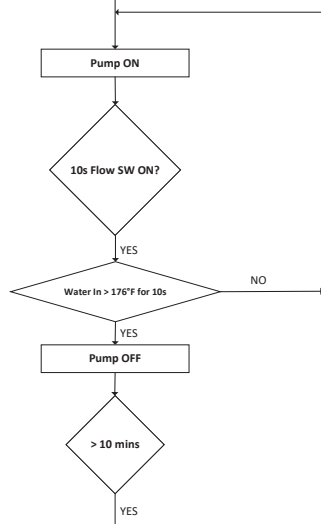 Pump ON
10s Flow SW ON?
YES
Water In > 176°F for 10s
NO
YES
Pump OFF
> 10 mins
YES